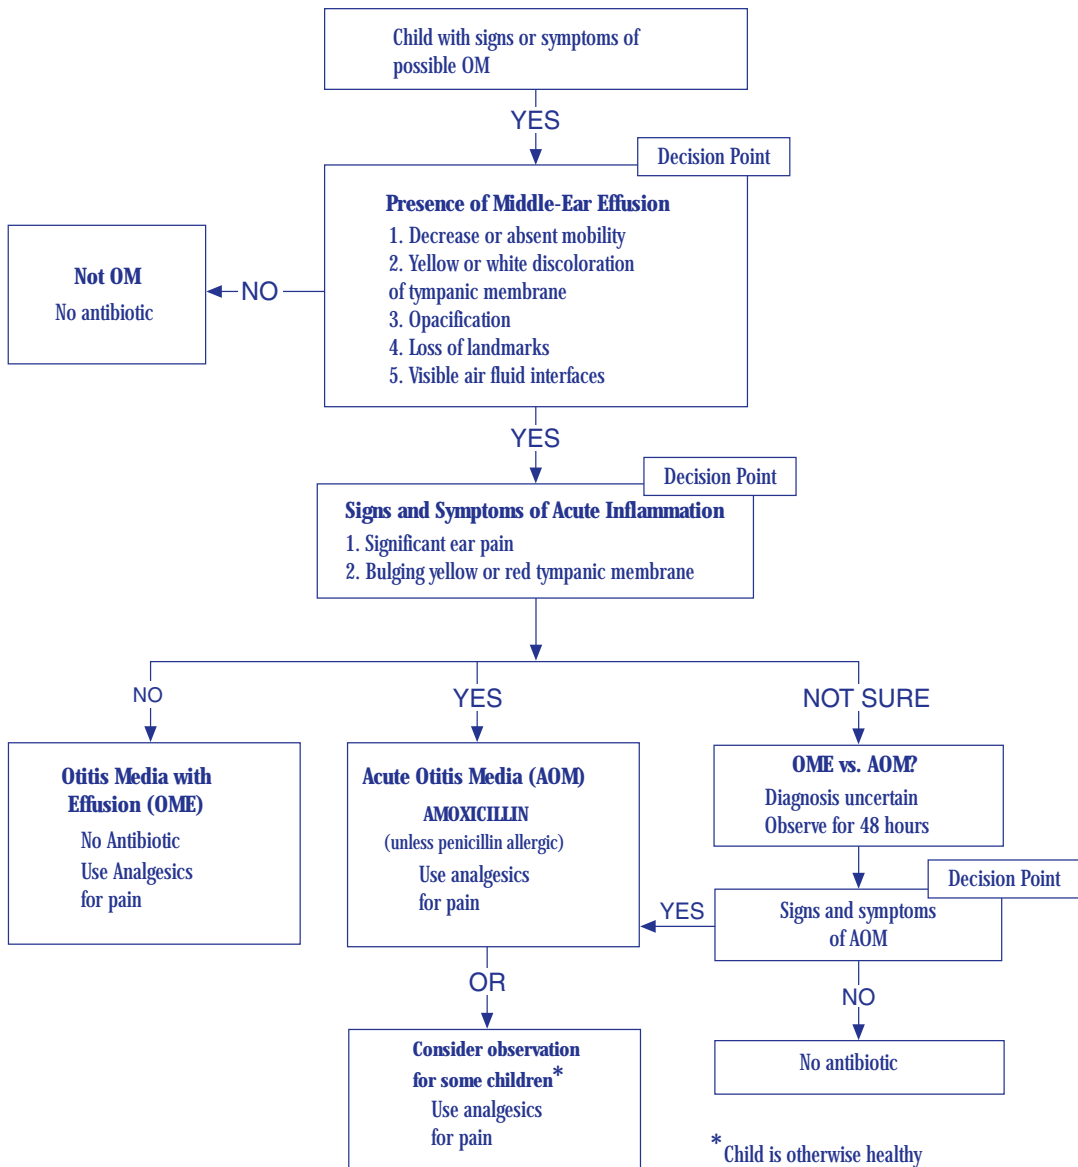 Child with signs or symptoms of
possible OM
YES
Decision Point
Presence of Middle-Ear Effusion
1. Decrease or absent mobility
2. Yellow or white discoloration
of tympanic membrane
3. Opacification
4. Loss of landmarks
5. Visible air fluid interfaces
NO
Not OM
No antibiotic
YES
Decision Point
Signs and Symptoms of Acute Inflammation
1. Significant ear pain
2. Bulging yellow or red tympanic membrane
NO
YES
NOT SURE
Otitis Media with
Effusion (OME)
No Antibiotic
Use Analgesics
for pain
Acute Otitis Media (AOM)
AMOXICILLIN
(unless penicillin allergic)
Use analgesics
for pain
OME vs. AOM?
Diagnosis uncertain
Observe for 48 hours
Decision Point
Signs and symptoms
of AOM
YES
OR
NO
Consider observation
for some children*
Use analgesics
for pain
No antibiotic
* Child is otherwise healthy